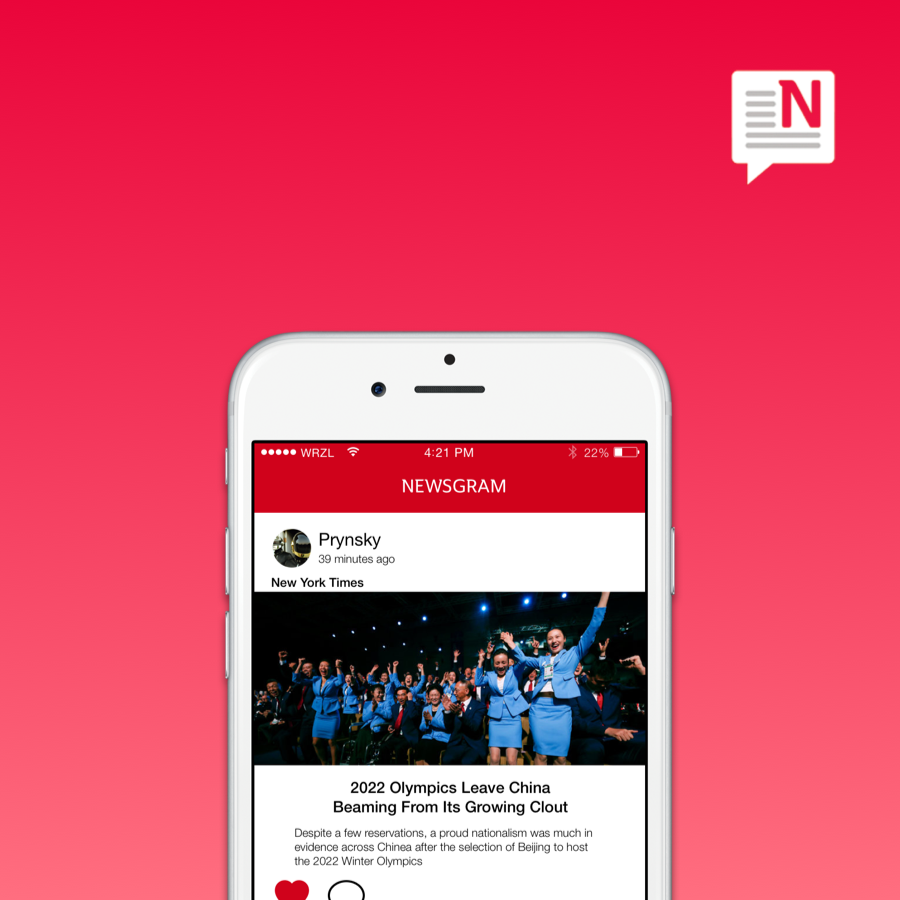 N
WRZL 4:21 PM 22%
NEWSGRAM
Prynsky
39 minutes ago
New York Times
2022 Olympics Leave China
Beaming From Its Growing Clout
Despite a few reservations, a proud nationalism was much in
evidence across Chinea after the selection of Beijing to host
the 2022 Winter Olympics